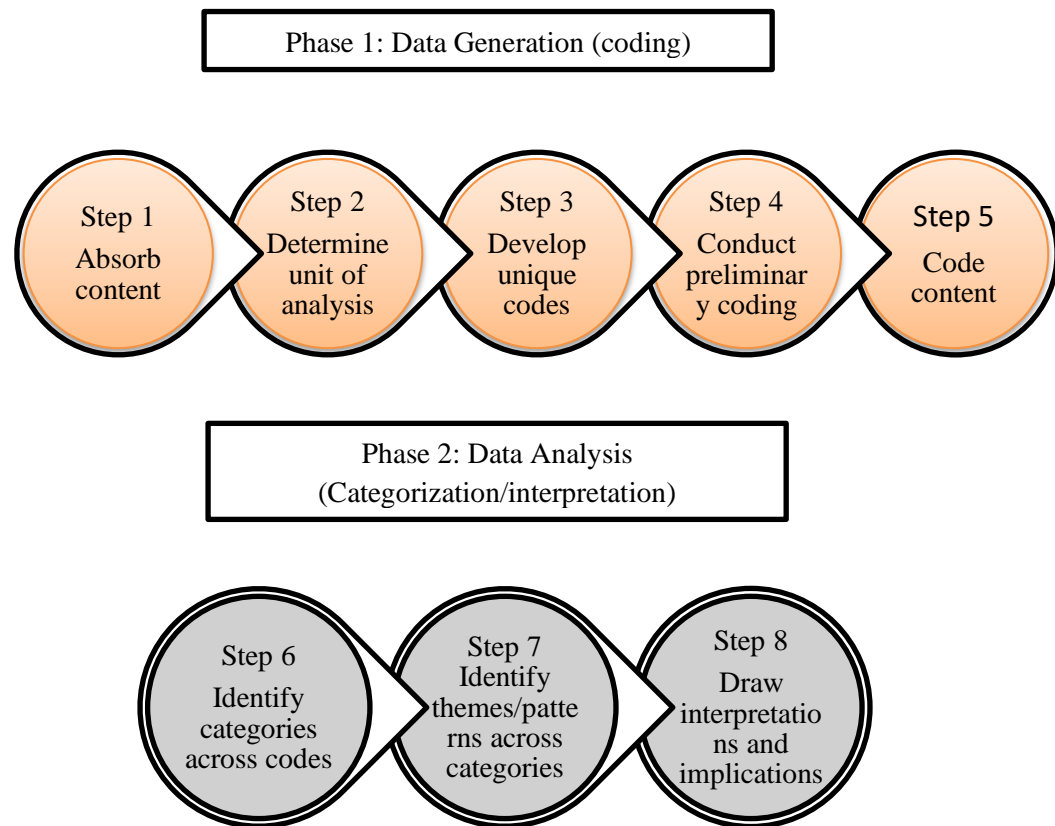 Phase 1: Data Generation (coding)
Step 1
Absorb
content
Step 2
Determine
unit of
analysis
Step 3
Develop
unique
codes
Step 4
Conduct
preliminar
y coding
Step 5
Code
content
Phase 2: Data Analysis
(Categorization/interpretation)
Step 6
Identify
categories
across codes
Step 7
Identify
themes/patte
rns across
categories
Step 8
Draw
interpretatio
ns and
implications